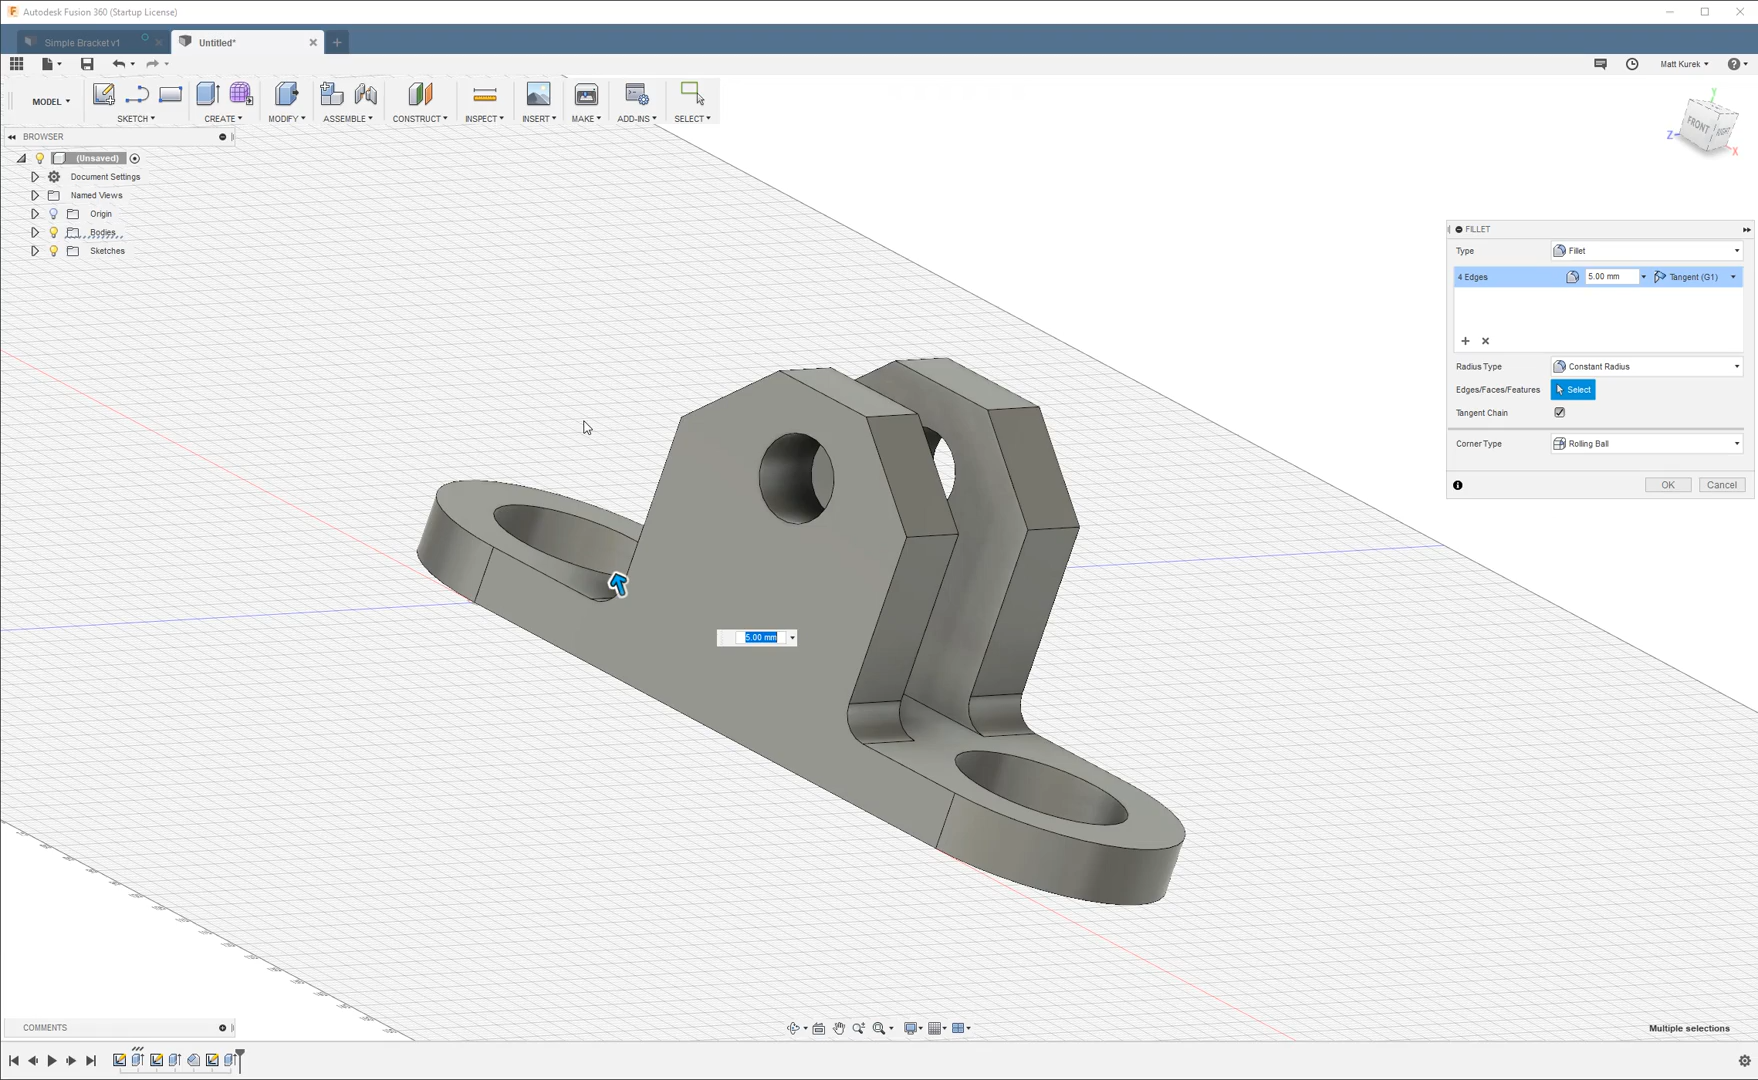 Autodesk Fusion 360 (Startup License)
Simple Bracket v1
Untitled*
Matt Kurek
MODEL
SKETCH
CREATE
MODIFY
ASSEMBLE
CONSTRUCT
INSPECT
INSERT
MAKE
ADD-INS
SELECT
BROWSER
(Unsaved)
Document Settings
Named Views
Origin
Bodies
Sketches
Y
FRONT
RIGHT
Z
X
FILLET
Type
Fillet
4 Edges
5.00 mm
Tangent (G1)
Radius Type
Constant Radius
Edges/Faces/Features
Select
Tangent Chain
Corner Type
Rolling Ball
OK
Cancel
5.00 mm
COMMENTS
Multiple selections